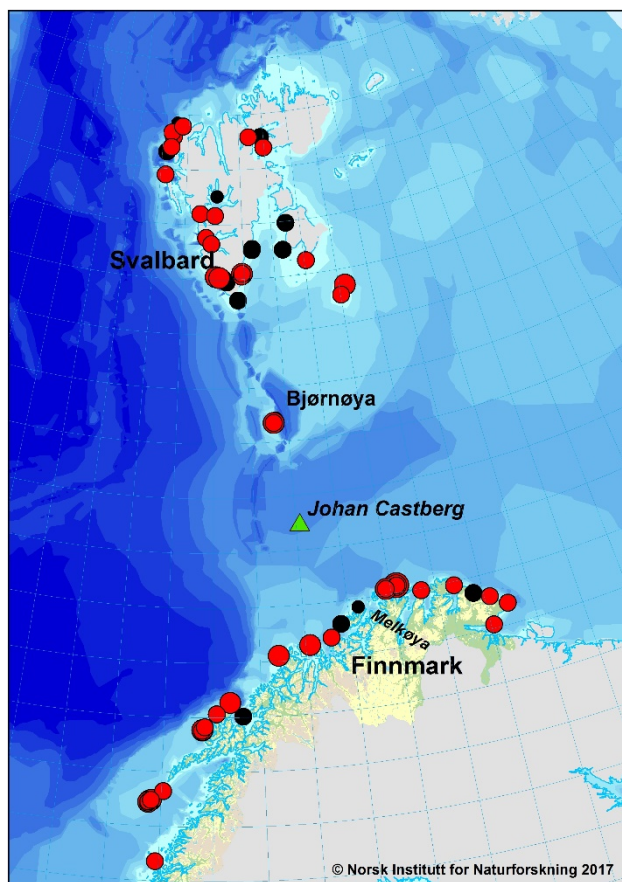 Svalbard
Bjørnøya
Johan Castberg
Melkøya
Finnmark
© Norsk Institutt for Naturforskning 2017